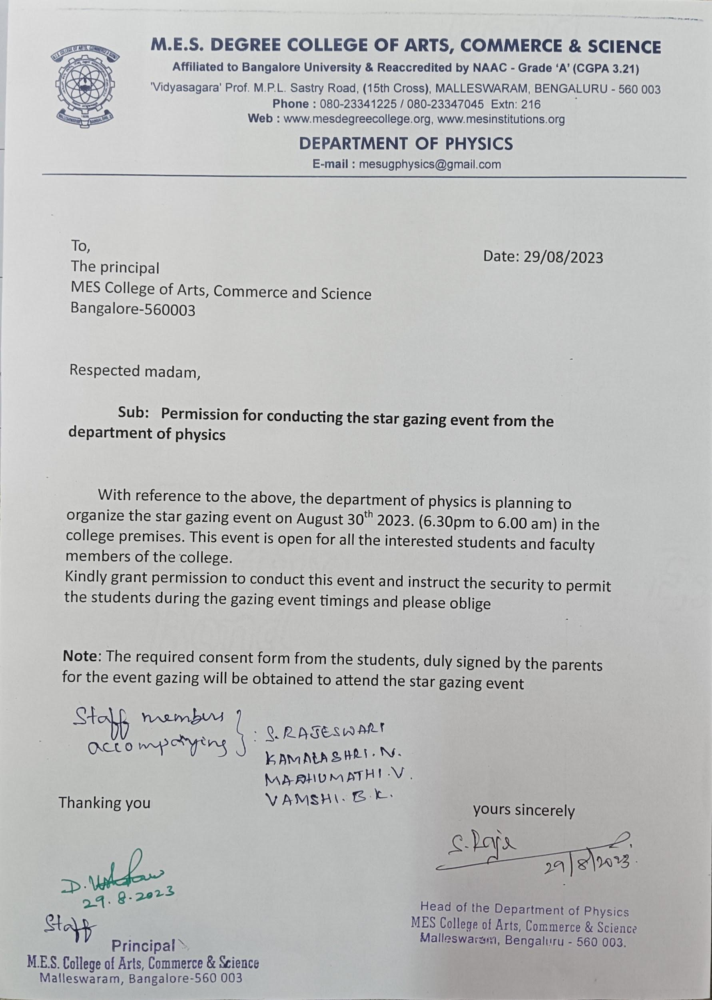 M.E.S. DEGREE COLLEGE OF ARTS, COMMERCE & SCIENCE
Affiliated to Bangalore University & Reaccredited by NAAC - Grade ‘A’ (CGPA 3.21)
'Vidyasagara' Prof. M.P.L. Sastry Road, (15th Cross), MALLESWARAM, BENGALURU - 560 003
Phone : 080-23341225 / 080-23347045 Extn: 216
Web : www.mesdegreecollege.org, www.mesinstitutions.org
DEPARTMENT OF PHYSICS
E-mail : mesugphysics@gmail.com
To,
Date: 29/08/2023
The principal
MES College of Arts, Commerce and Science
Bangalore-560003
Respected madam,
Sub: Permission for conducting the star gazing event from the
department of physics
With reference to the above, the department of physics is planning to
organize the star gazing event on August 30th 2023. (6.30pm to 6.00 am) in the
college premises. This event is open for all the interested students and faculty
members of the college.
Kindly grant permission to conduct this event and instruct the security to permit
the students during the gazing event timings and please oblige
Note: The required consent form from the students, duly signed by the parents
for the event gazing will be obtained to attend the star gazing event
Staff members
accompanying } : S. RAJESWARI
KAMALASHRI. N.
MADHUMATHI. V.
VAMSHI. B. K.
Thanking you
yours sincerely
S. Raje
29/8/2023.
D.
29.8.2023
Staff
Head of the Department of Physics
MES College of Arts, Commerce & Science
Malleswaram, Bengaluru - 560 003.
Principal
M.E.S. College of Arts, Commerce & Science
Malleswaram, Bangalore-560 003